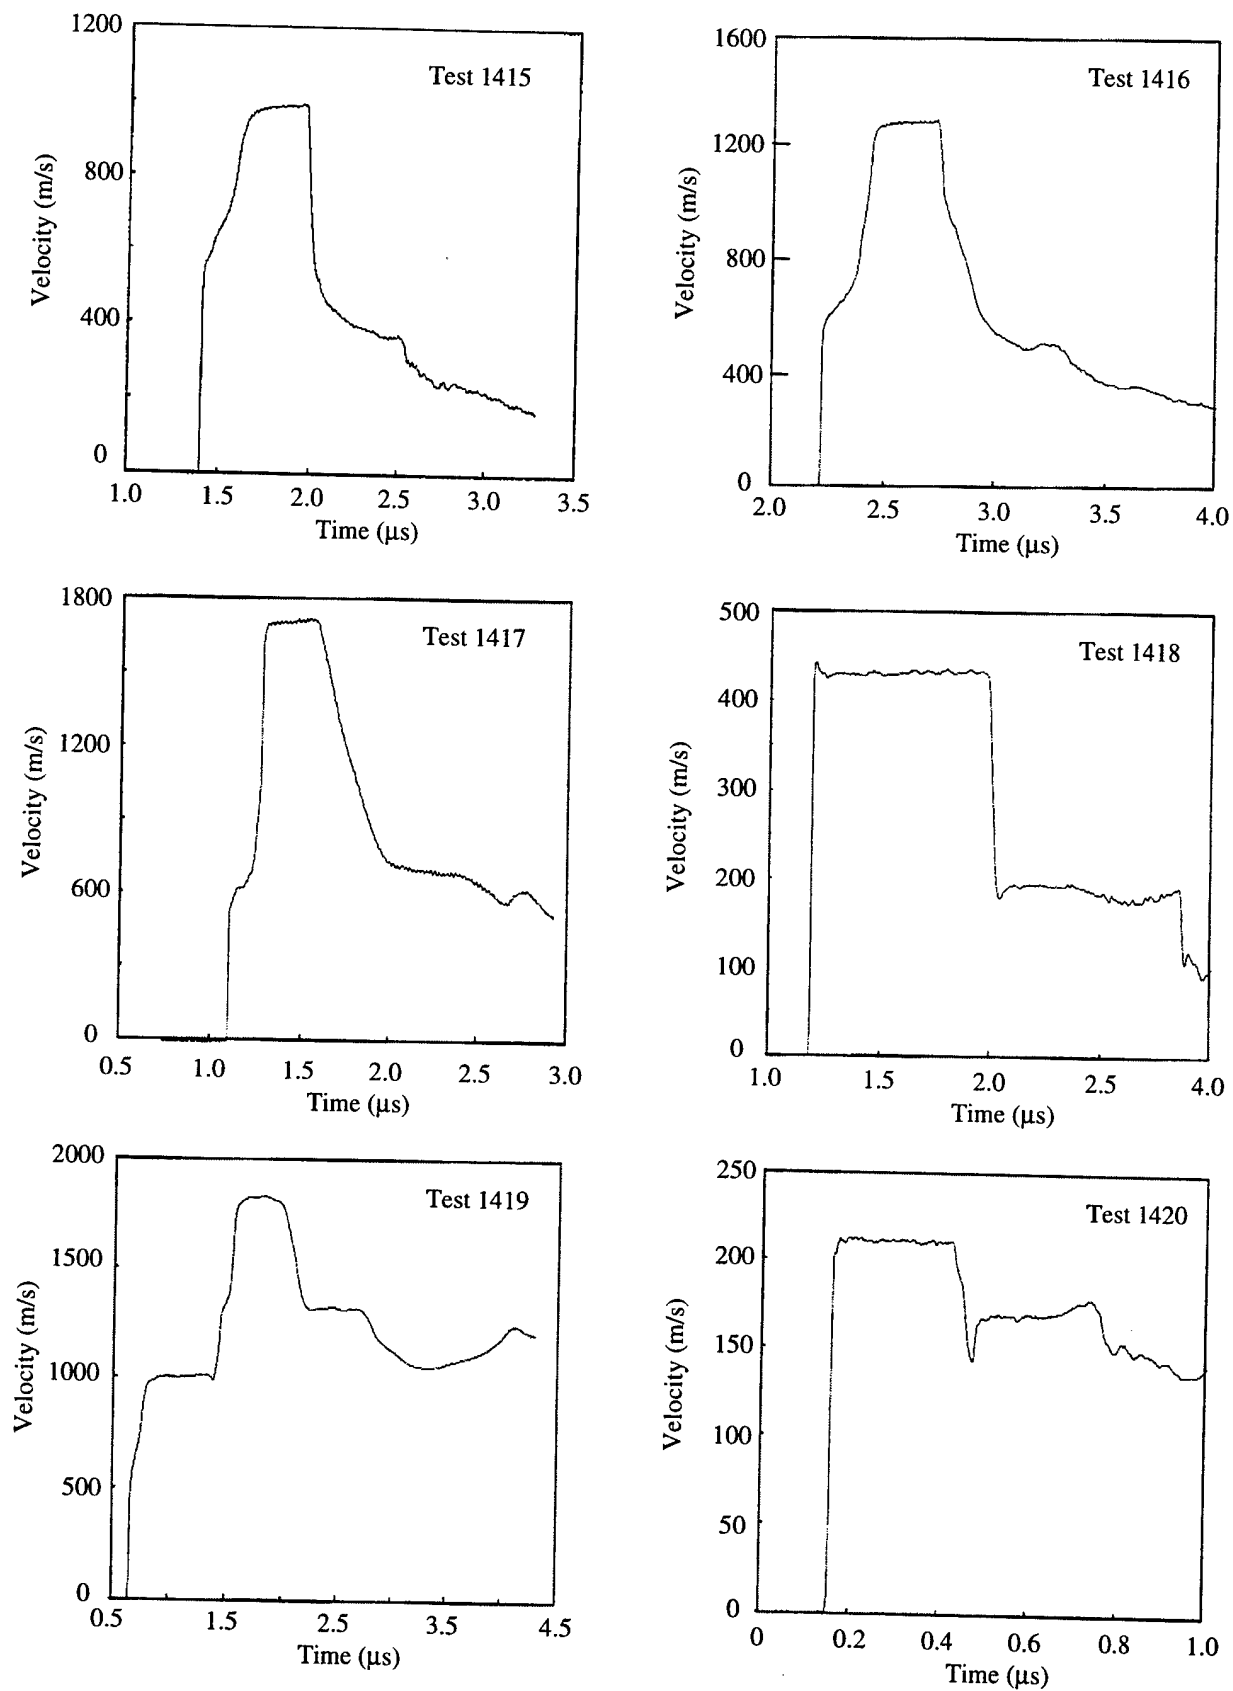 1200
Test 1415
800
400
0
Velocity (m/s)
1.0 1.5 2.0 2.5 3.0 3.5
Time (μs)
1600
Test 1416
1200
800
400
0
Velocity (m/s)
2.0 2.5 3.0 3.5 4.0
Time (μs)
1800
Test 1417
1200
600
0
Velocity (m/s)
0.5 1.0 1.5 2.0 2.5 3.0
Time (μs)
500
Test 1418
400
300
200
100
0
Velocity (m/s)
1.0 1.5 2.0 2.5 4.0
Time (μs)
2000
Test 1419
1500
1000
500
0
Velocity (m/s)
0.5 1.5 2.5 3.5 4.5
Time (μs)
250
Test 1420
200
150
100
50
0
Velocity (m/s)
0 0.2 0.4 0.6 0.8 1.0
Time (μs)